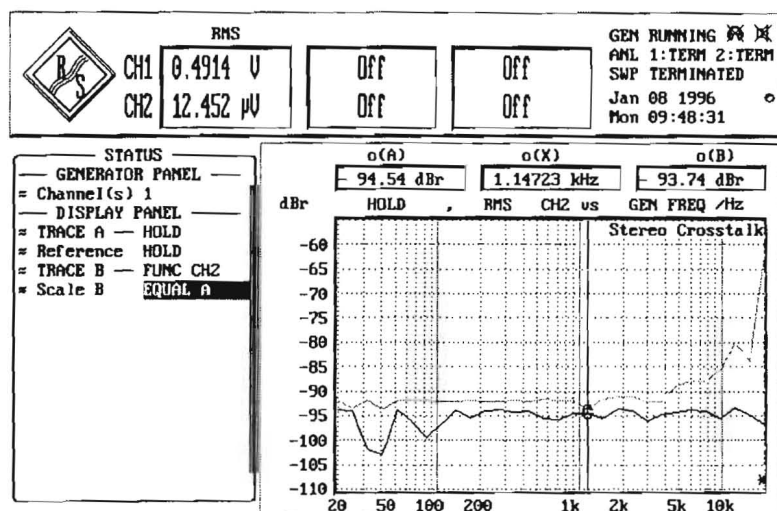 RMS
CH1 0.4914 V
CH2 12.452 µV
Off
Off
Off
Off
GEN RUNNING
ANL 1:TERM 2:TERM
SWP TERMINATED
Jan 08 1996
Mon 09:48:31
R S
STATUS
GENERATOR PANEL
≈ Channel(s) 1
DISPLAY PANEL
≈ TRACE A — HOLD
≈ Reference HOLD
≈ TRACE B — FUNC CH2
≈ Scale B EQUAL A
o(A) o(X) o(B)
- 94.54 dBr 1.14723 kHz - 93.74 dBr
dBr HOLD , RMS CH2 vs GEN FREQ /Hz
Stereo Crosstalk
-60
-65
-70
-75
-80
-85
-90
-95
-100
-105
-110
20 50 100 200 1k 2k 5k 10k